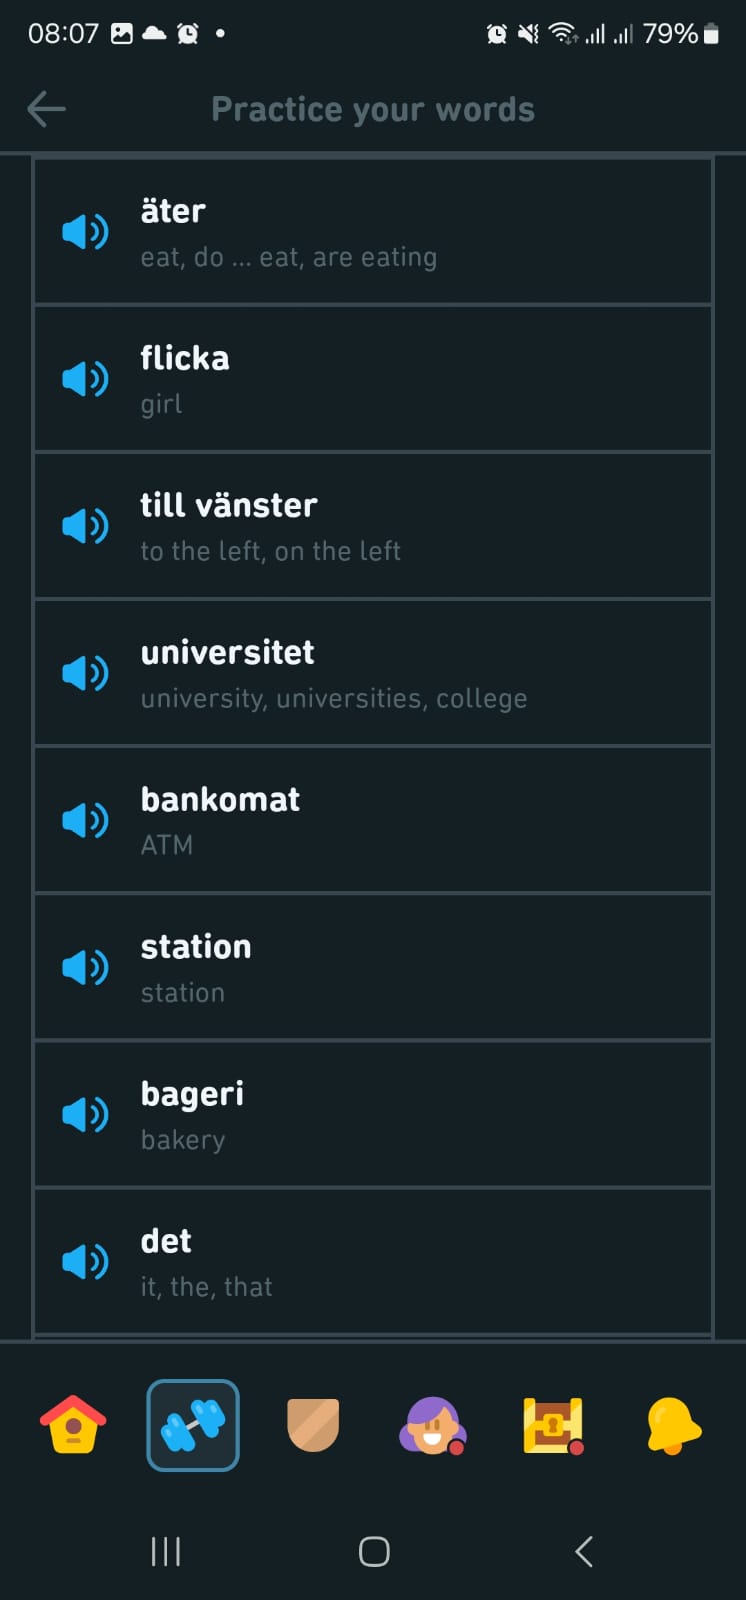 08:07
79%
Practice your words
äter
eat, do ... eat, are eating
flicka
girl
till vänster
to the left, on the left
universitet
university, universities, college
bankomat
ATM
station
station
bageri
bakery
det
it, the, that